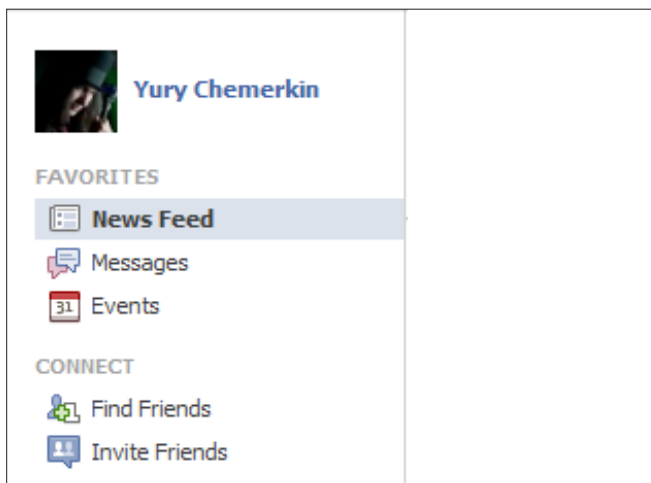 Yury Chemerkin
FAVORITES
News Feed
Messages
31 Events
CONNECT
Find Friends
Invite Friends